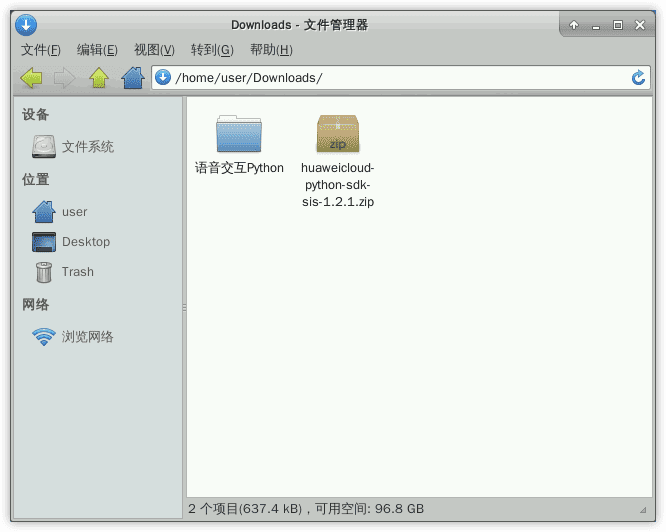 Downloads - 文件管理器
文件(F) 编辑(E) 视图(V) 转到(G) 帮助(H)
/home/user/Downloads/
设备
文件系统
位置
user
Desktop
Trash
网络
浏览网络
语音交互Python
zip
huaweicloud-
python-sdk-
sis-1.2.1.zip
2 个项目(637.4 kB)，可用空间: 96.8 GB